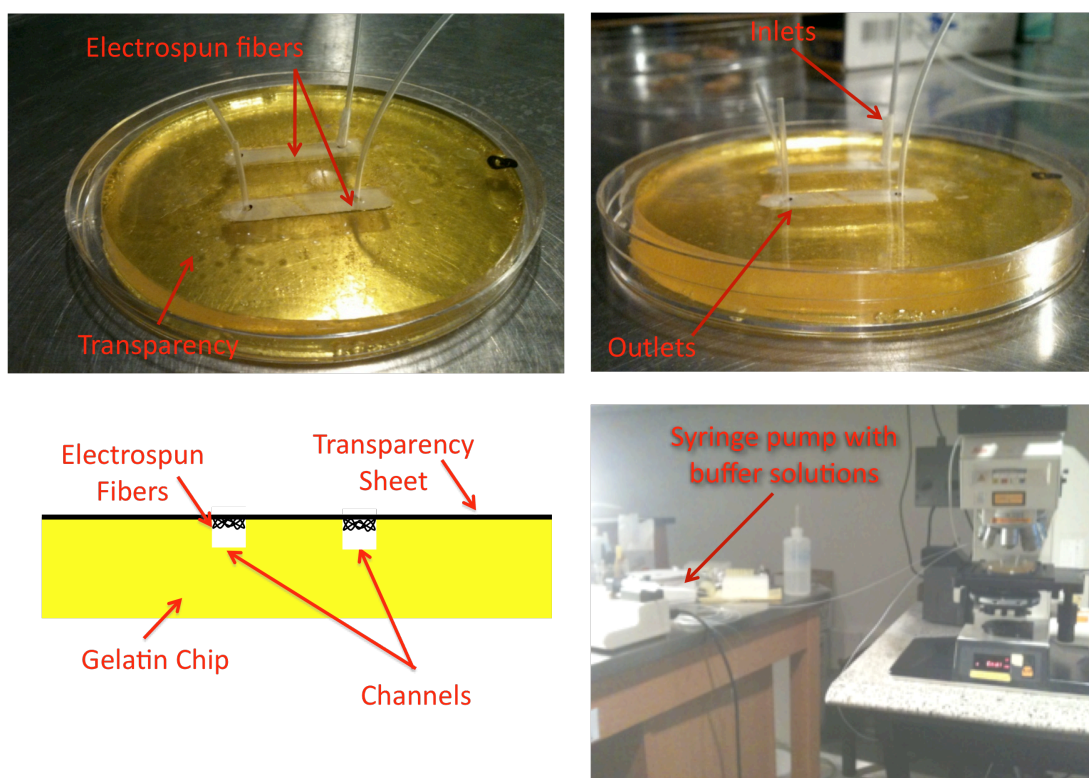 Electrospun fibers
Transparency
Inlets
Outlets
Electrospun
Fibers
Transparency
Sheet
Gelatin Chip
Channels
Syringe pump with
buffer solutions